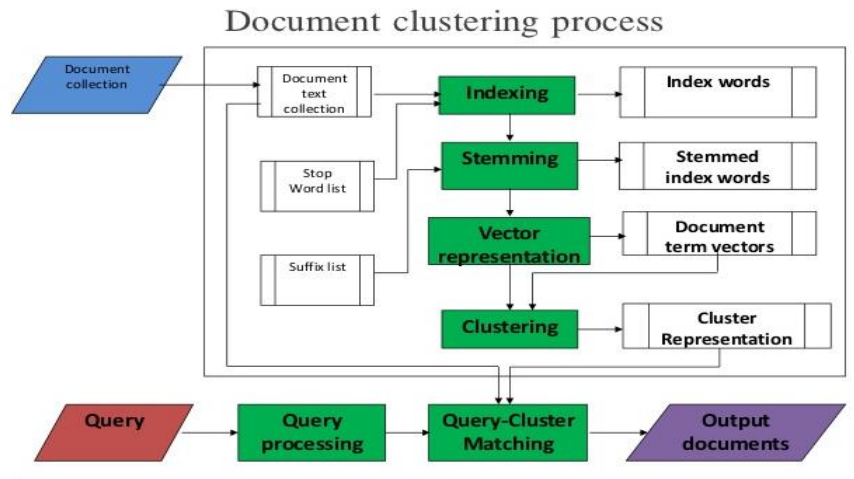 Document clustering process
Document
collection
Document
text
collection
Indexing
Index words
Stop
Word list
Stemming
Stemmed
index words
Suffix list
Vector
representation
Document
term vectors
Clustering
Cluster
Representation
Query
Query
processing
Query-Cluster
Matching
Output
documents